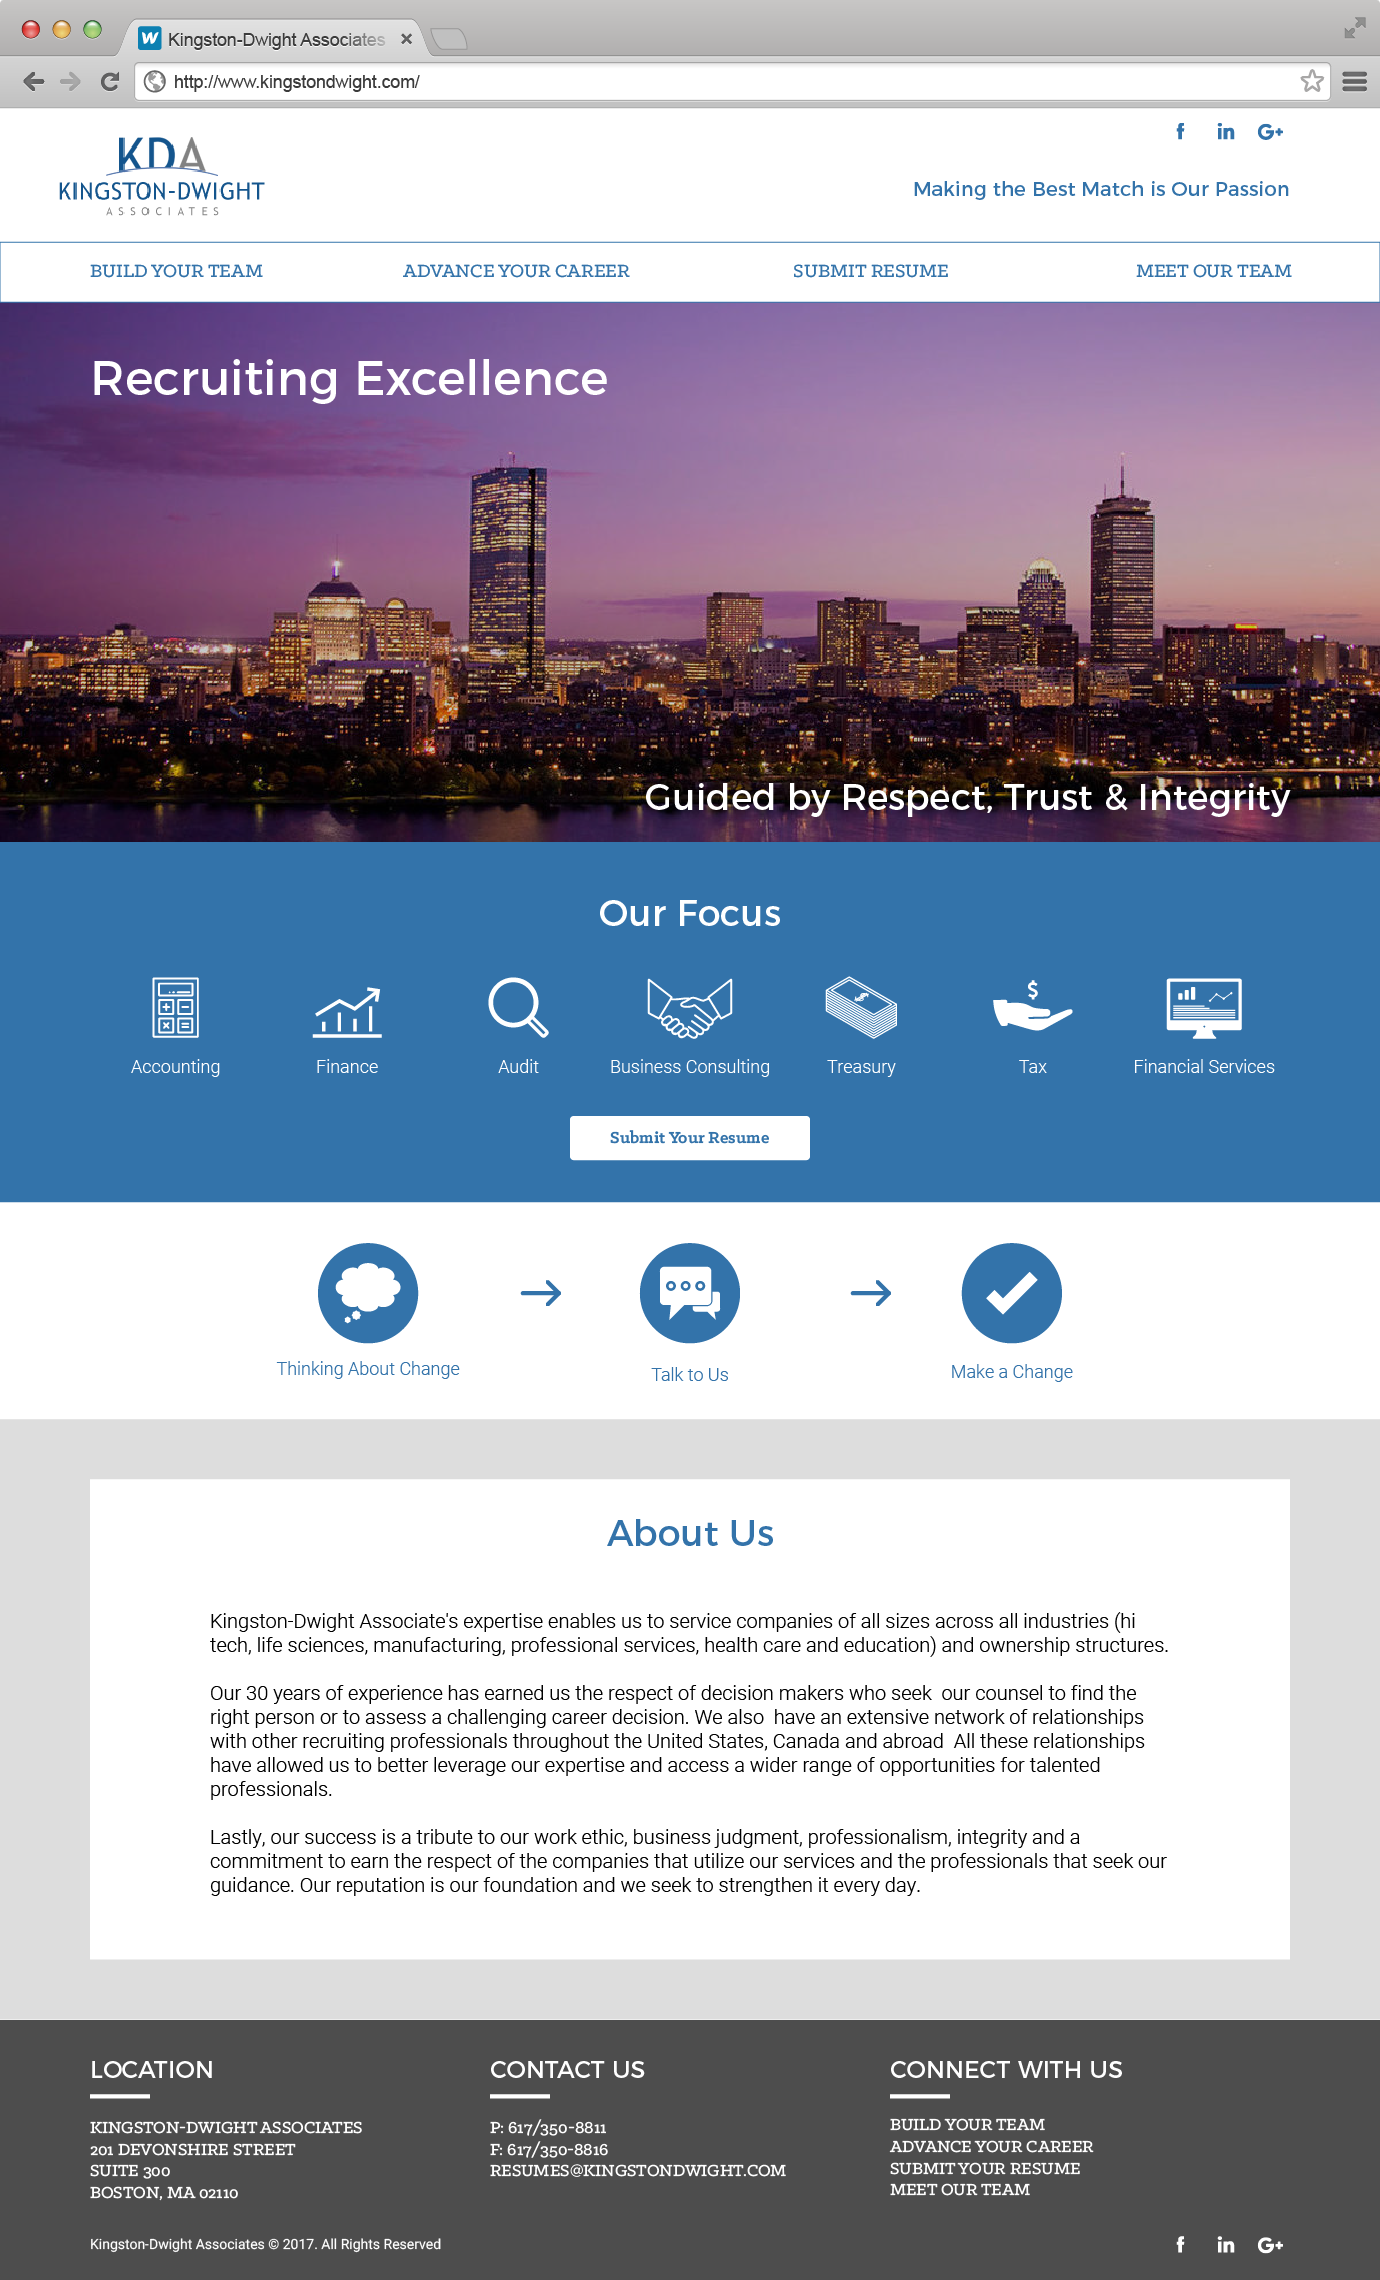 Kingston-Dwight Associates
http://www.kingstondwight.com/
KDA
KINGSTON-DWIGHT
ASSOCIATES
f in G+
Making the Best Match is Our Passion
BUILD YOUR TEAM
ADVANCE YOUR CAREER
SUBMIT RESUME
MEET OUR TEAM
Recruiting Excellence
Guided by Respect, Trust & Integrity
Our Focus
Accounting
Finance
Audit
Business Consulting
Treasury
Tax
Financial Services
Submit Your Resume
Thinking About Change
Talk to Us
Make a Change
About Us
Kingston-Dwight Associate's expertise enables us to service companies of all sizes across all industries (hi
tech, life sciences, manufacturing, professional services, health care and education) and ownership structures.
Our 30 years of experience has earned us the respect of decision makers who seek  our counsel to find the
right person or to assess a challenging career decision. We also  have an extensive network of relationships
with other recruiting professionals throughout the United States, Canada and abroad  All these relationships
have allowed us to better leverage our expertise and access a wider range of opportunities for talented
professionals.
Lastly, our success is a tribute to our work ethic, business judgment, professionalism, integrity and a
commitment to earn the respect of the companies that utilize our services and the professionals that seek our
guidance. Our reputation is our foundation and we seek to strengthen it every day.
LOCATION
KINGSTON-DWIGHT ASSOCIATES
201 DEVONSHIRE STREET
SUITE 300
BOSTON, MA 02110
CONTACT US
P: 617/350-8811
F: 617/350-8816
RESUMES@KINGSTONDWIGHT.COM
CONNECT WITH US
BUILD YOUR TEAM
ADVANCE YOUR CAREER
SUBMIT YOUR RESUME
MEET OUR TEAM
Kingston-Dwight Associates © 2017. All Rights Reserved
f in G+